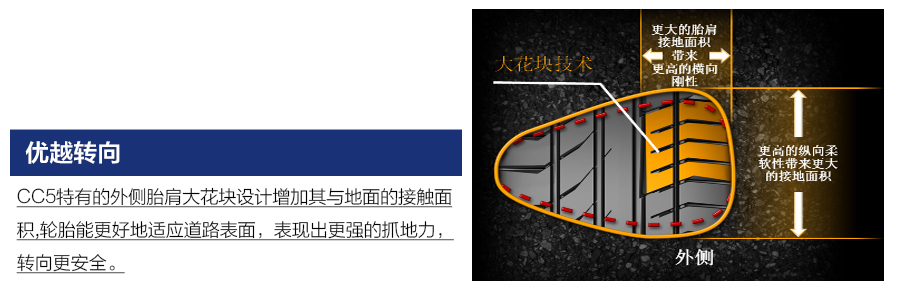 优越转向
CC5特有的外侧胎肩大花块设计增加其与地面的接触面
积,轮胎能更好地适应道路表面，表现出更强的抓地力，
转向更安全。
更大的胎肩
接地面积
带来
更高的横向
刚性
大花块技术
更高的纵向柔
软性带来更大
的接地面积
外侧